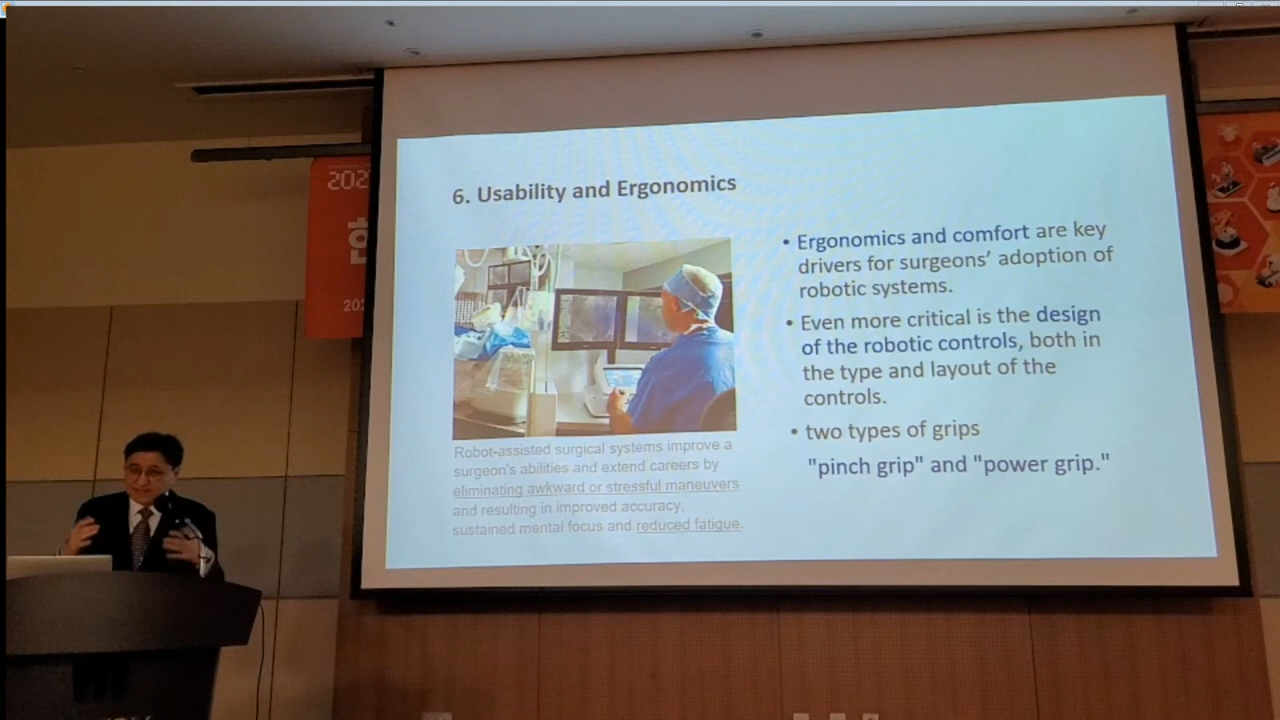 6. Usability and Ergonomics
• Ergonomics and comfort are key
drivers for surgeons’ adoption of
robotic systems.
• Even more critical is the design
of the robotic controls, both in
the type and layout of the
controls.
• two types of grips
"pinch grip" and "power grip."
Robot-assisted surgical systems improve a
surgeon's abilities and extend careers by
eliminating awkward or stressful maneuvers
and resulting in improved accuracy,
sustained mental focus and reduced fatigue.
202
한
202